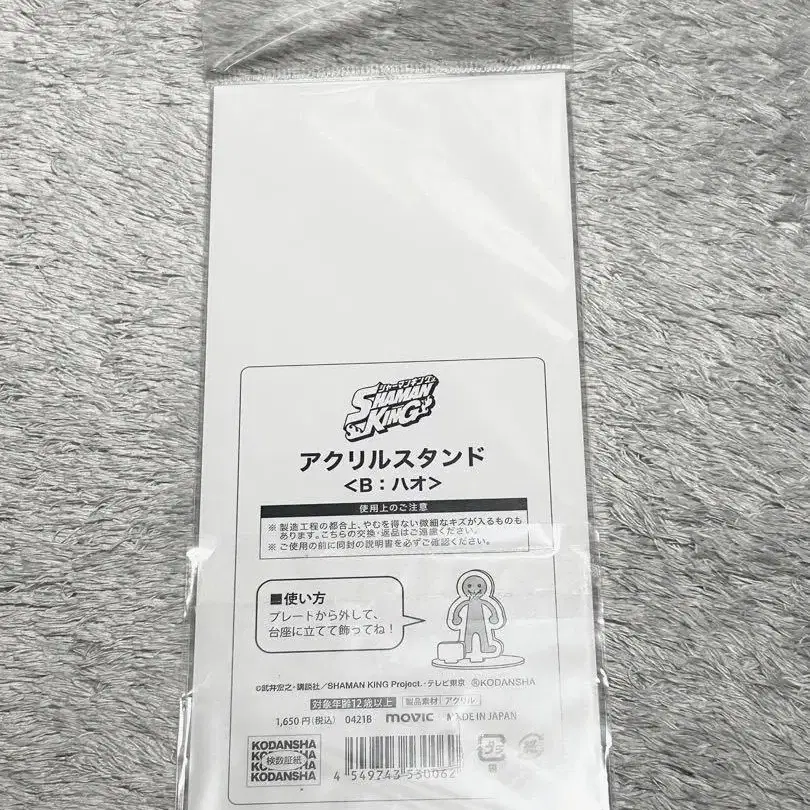 シャーマンキング
SHAMAN
KING
アクリルスタンド
<B：ハオ>
使用上のご注意
※製造工程の都合上、やむを得ない微細なキズが入るものも
あります。こちらの交換・返品はご遠慮ください。
※ご使用の前に同封の説明書を必ずご確認ください。
■使い方
プレートから外して、
台座に立てて飾ってね！
©武井宏之・講談社／SHAMAN KING Project.・テレビ東京 ®KODANSHA
対象年齢12歳以上 製品素材 アクリル
1,650円（税込） 0421B movic MADE IN JAPAN
KODANSHA
検数証紙
KODANSHA
4 549743 530062
プラ
紙